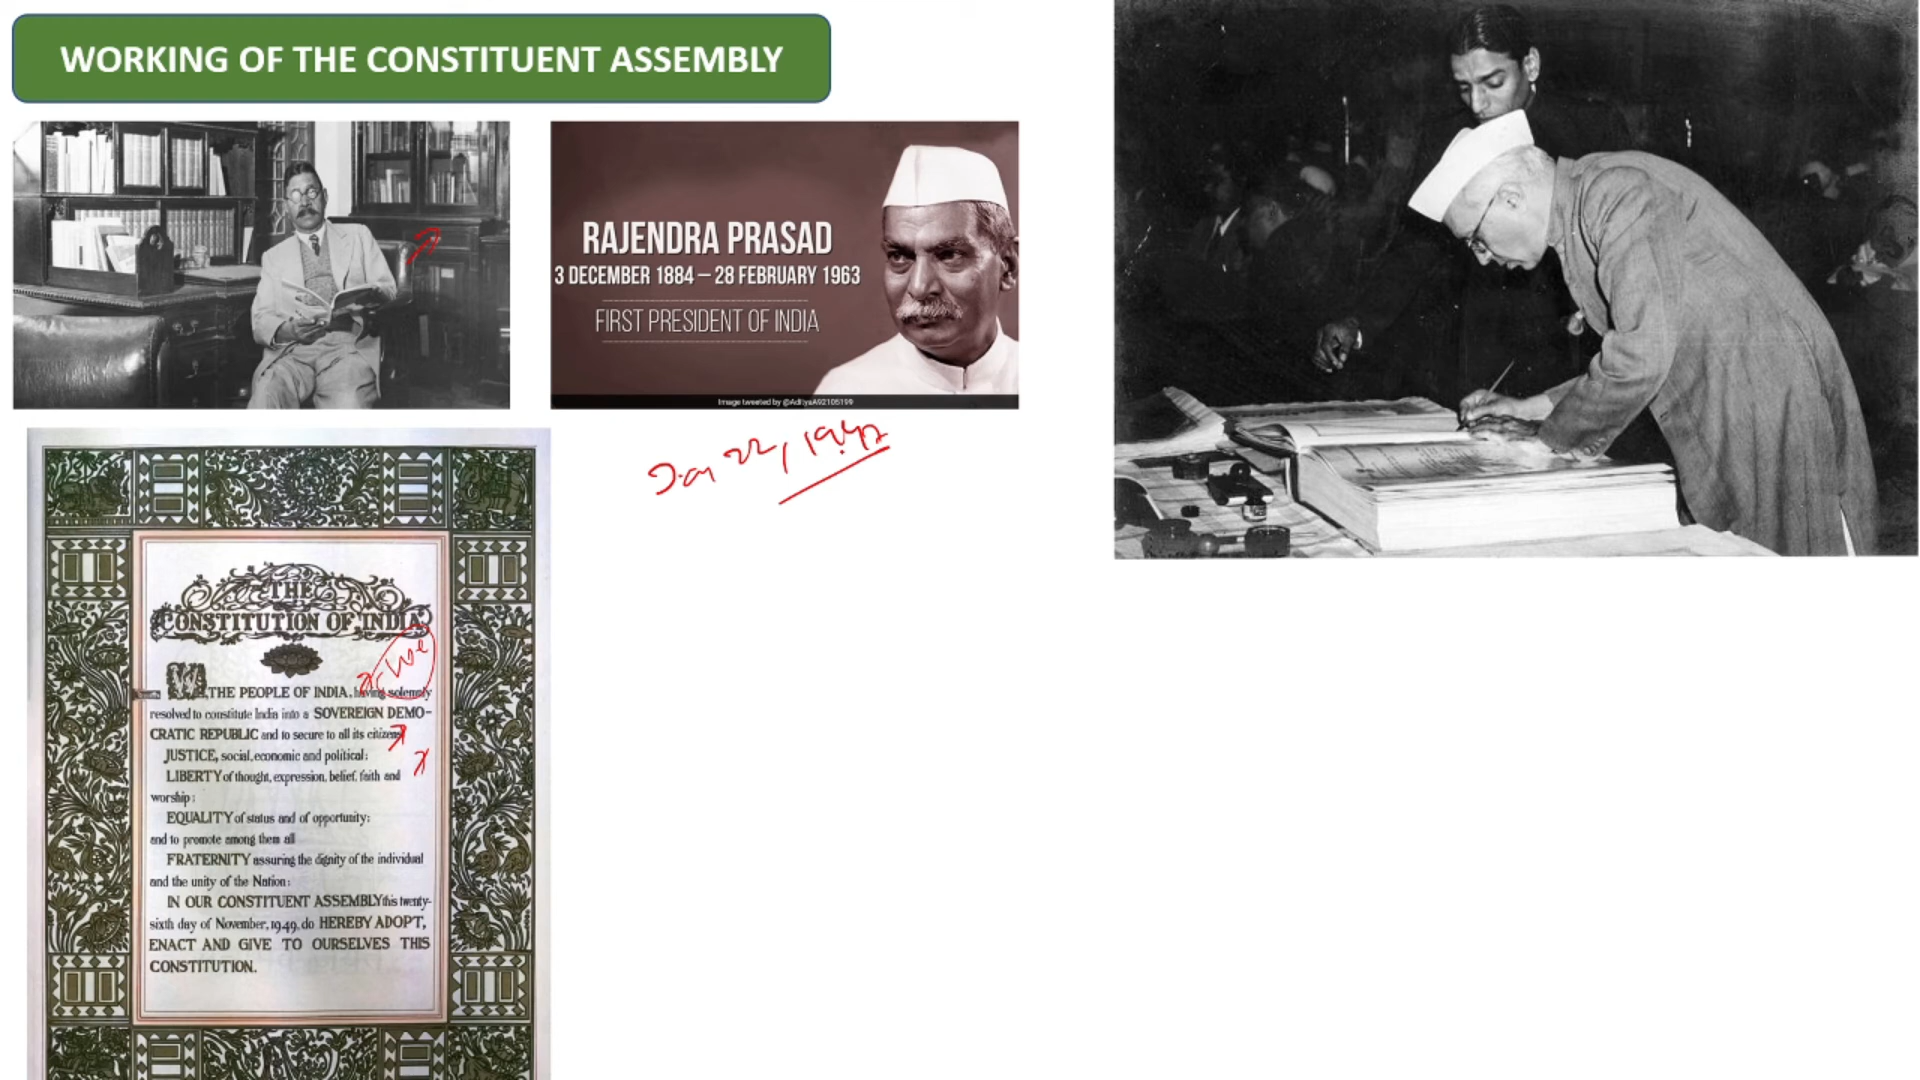 WORKING OF THE CONSTITUENT ASSEMBLY
RAJENDRA PRASAD
3 DECEMBER 1884 – 28 FEBRUARY 1963
FIRST PRESIDENT OF INDIA
Image tweeted by @AdityaA92105199
Jan 22, 1947
THE
CONSTITUTION OF INDIA
We
WE, THE PEOPLE OF INDIA, having solemnly
resolved to constitute India into a SOVEREIGN DEMO-
CRATIC REPUBLIC and to secure to all its citizens
JUSTICE, social, economic and political;
LIBERTY of thought, expression, belief, faith and
worship;
EQUALITY of status and of opportunity;
and to promote among them all
FRATERNITY assuring the dignity of the individual
and the unity of the Nation;
IN OUR CONSTITUENT ASSEMBLY this twenty-
sixth day of November, 1949, do HEREBY ADOPT,
ENACT AND GIVE TO OURSELVES THIS
CONSTITUTION.